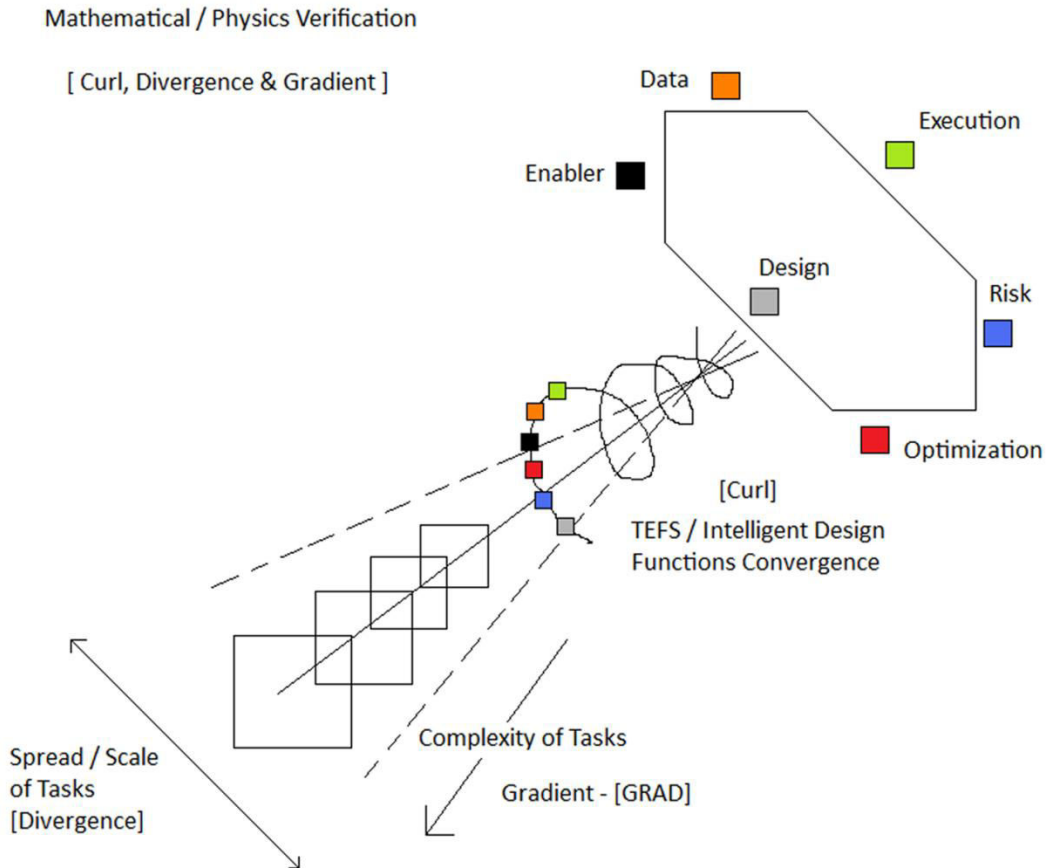 Mathematical / Physics Verification
[ Curl, Divergence & Gradient ]
Data
Execution
Enabler
Design
Risk
Optimization
[Curl]
TEFS / Intelligent Design
Functions Convergence
Complexity of Tasks
Gradient - [GRAD]
Spread / Scale
of Tasks
[Divergence]